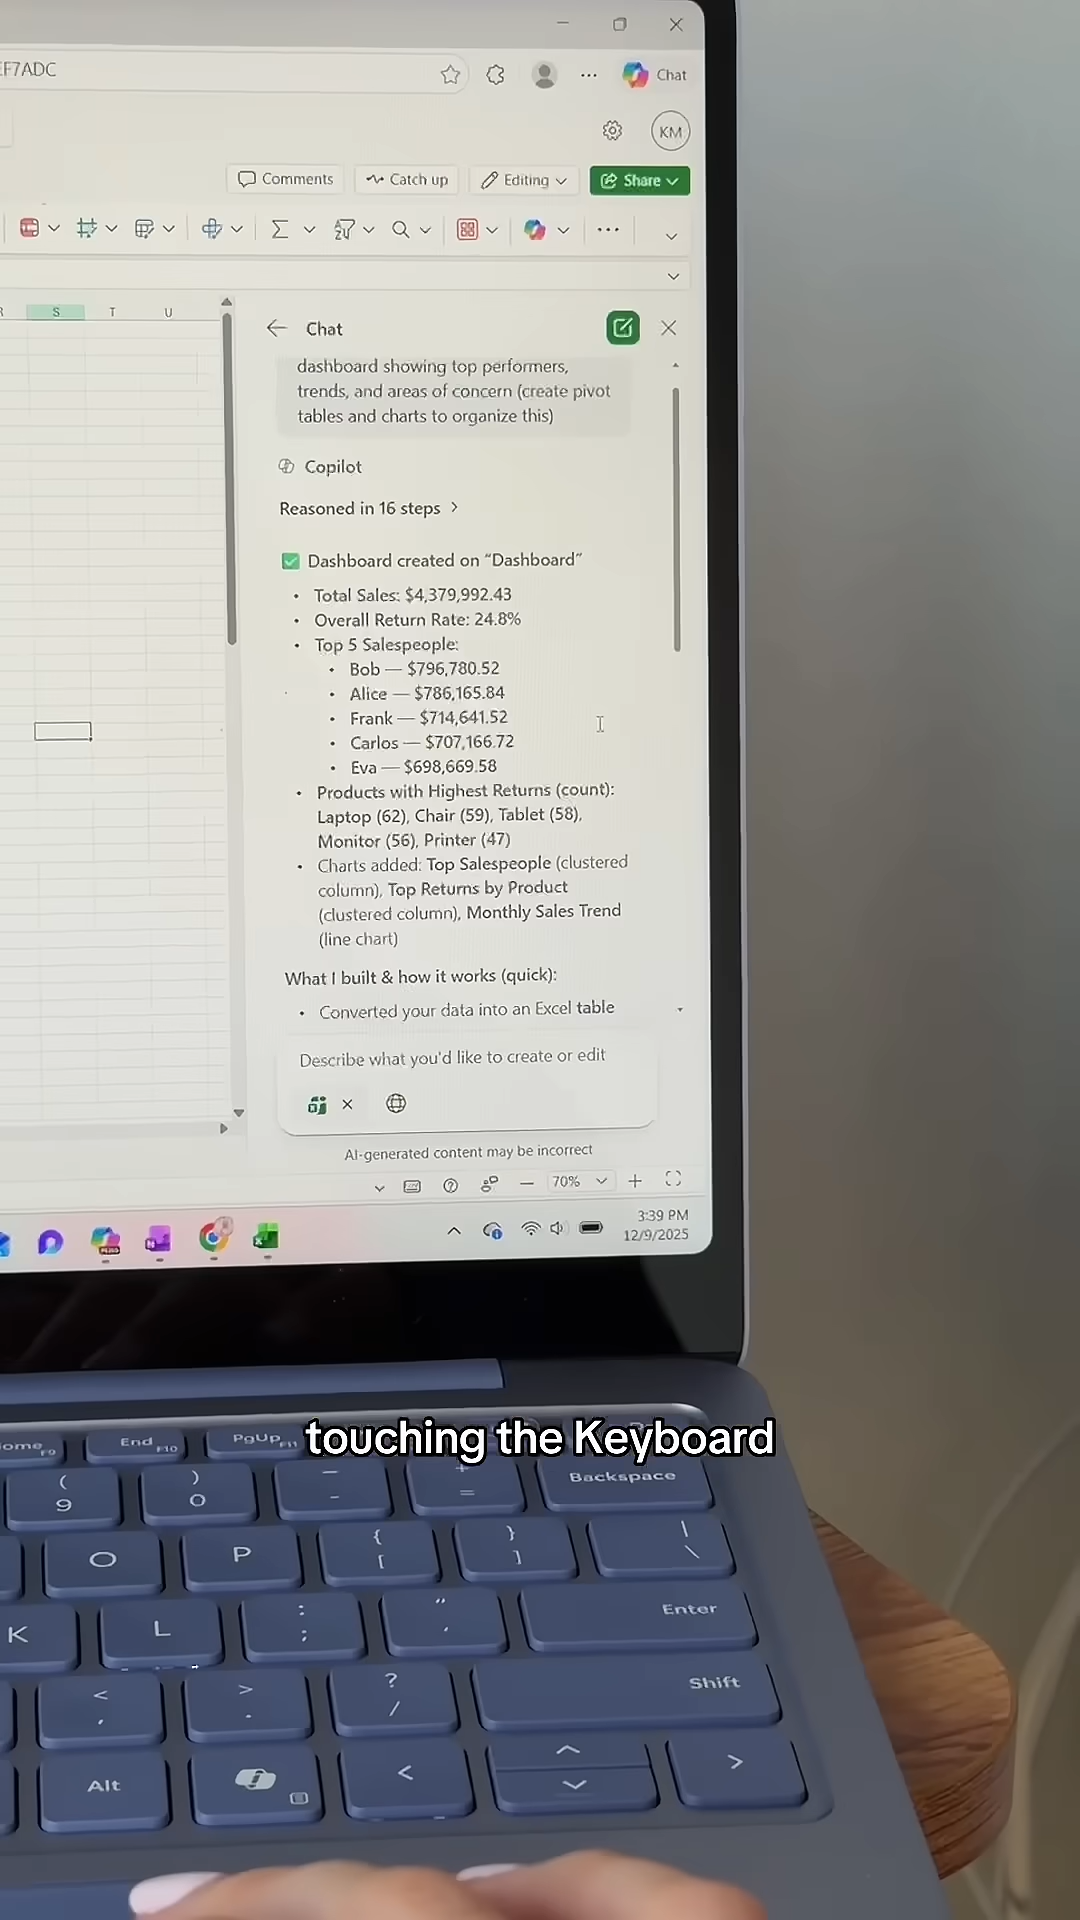 EF7ADC
Chat
KM
Comments
Catch up
Editing
Share
S
T
U
Chat
dashboard showing top performers,
trends, and areas of concern (create pivot
tables and charts to organize this)
Copilot
Reasoned in 16 steps >
Dashboard created on “Dashboard”
• Total Sales: $4,379,992.43
• Overall Return Rate: 24.8%
• Top 5 Salespeople:
• Bob — $796,780.52
• Alice — $786,165.84
• Frank — $714,641.52
• Carlos — $707,166.72
• Eva — $698,669.58
• Products with Highest Returns (count):
Laptop (62), Chair (59), Tablet (58),
Monitor (56), Printer (47)
• Charts added: Top Salespeople (clustered
column), Top Returns by Product
(clustered column), Monthly Sales Trend
(line chart)
What I built & how it works (quick):
• Converted your data into an Excel table
Describe what you'd like to create or edit
AI-generated content may be incorrect
70%
3:39 PM
12/9/2025
touching the Keyboard
ome F9
End F10
PgUp F11
( 9
) 0
_ -
+ =
Backspace
O
P
{ [
} ]
| \
K
L
: ;
" '
Enter
< ,
> .
? /
Shift
Alt
<
>